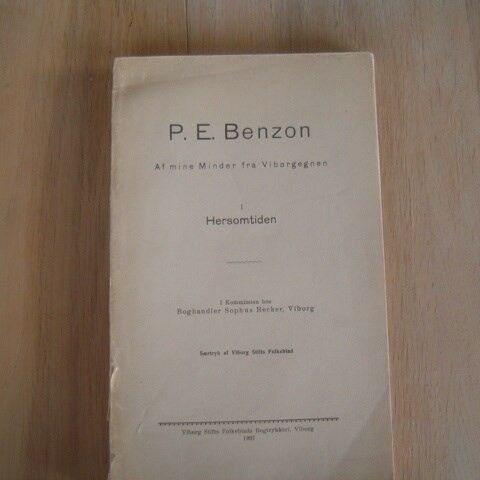 P. E. Benzon
Af mine Minder fra Viborgegnen
I
Hersomtiden
I Kommission hos
Boghandler Sophus Recker, Viborg
Særtryk af Viborg Stifts Folkeblad
Viborg Stifts Folkeblads Bogtrykkeri, Viborg